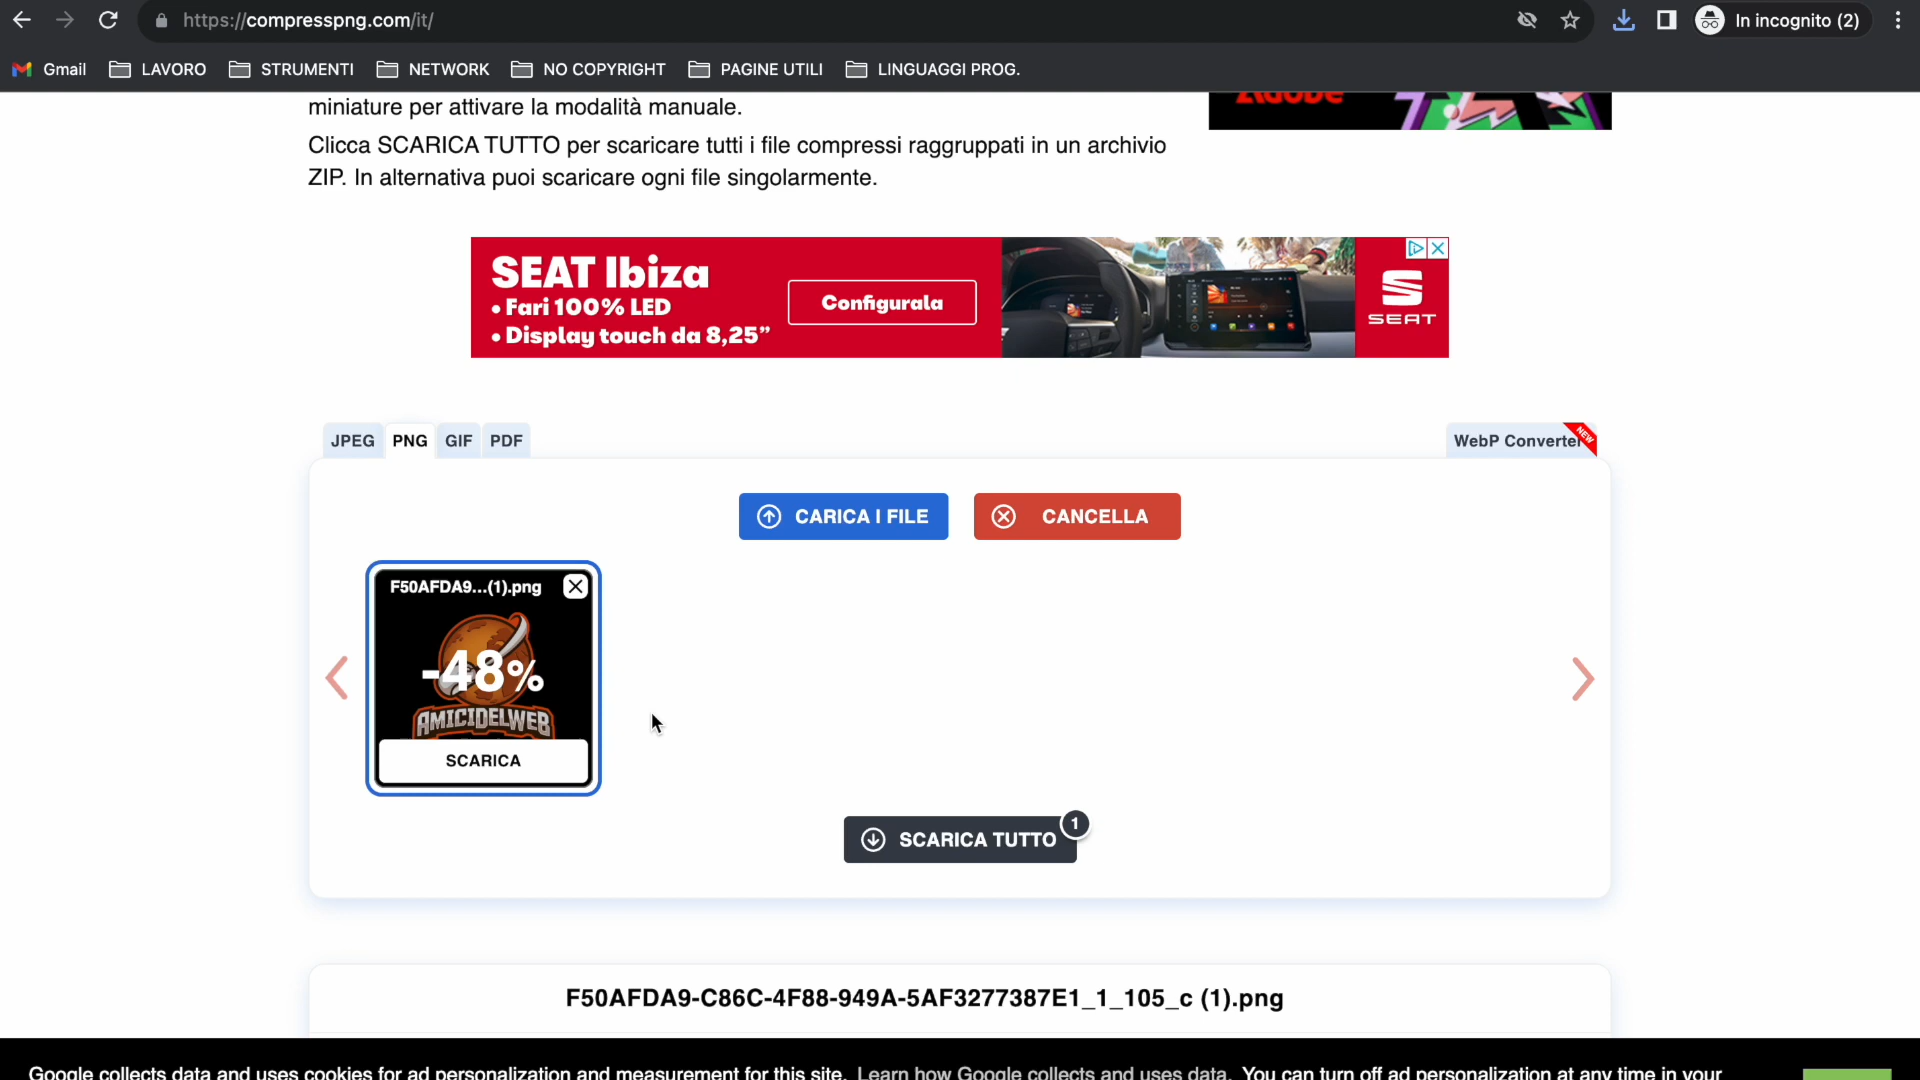 https://compresspng.com/it/
In incognito (2)
Gmail
LAVORO
STRUMENTI
NETWORK
NO COPYRIGHT
PAGINE UTILI
LINGUAGGI PROG.
miniature per attivare la modalità manuale.
Clicca SCARICA TUTTO per scaricare tutti i file compressi raggruppati in un archivio
ZIP. In alternativa puoi scaricare ogni file singolarmente.
Adobe
SEAT Ibiza
• Fari 100% LED
• Display touch da 8,25”
Configurala
SEAT
JPEG
PNG
GIF
PDF
WebP Converter
NEW
CARICA I FILE
CANCELLA
F50AFDA9...(1).png
-48%
AMICIDELWEB
SCARICA
SCARICA TUTTO
1
F50AFDA9-C86C-4F88-949A-5AF3277387E1_1_105_c (1).png
Google collects data and uses cookies for ad personalization and measurement for this site. Learn how Google collects and uses data. You can turn off ad personalization at any time in your